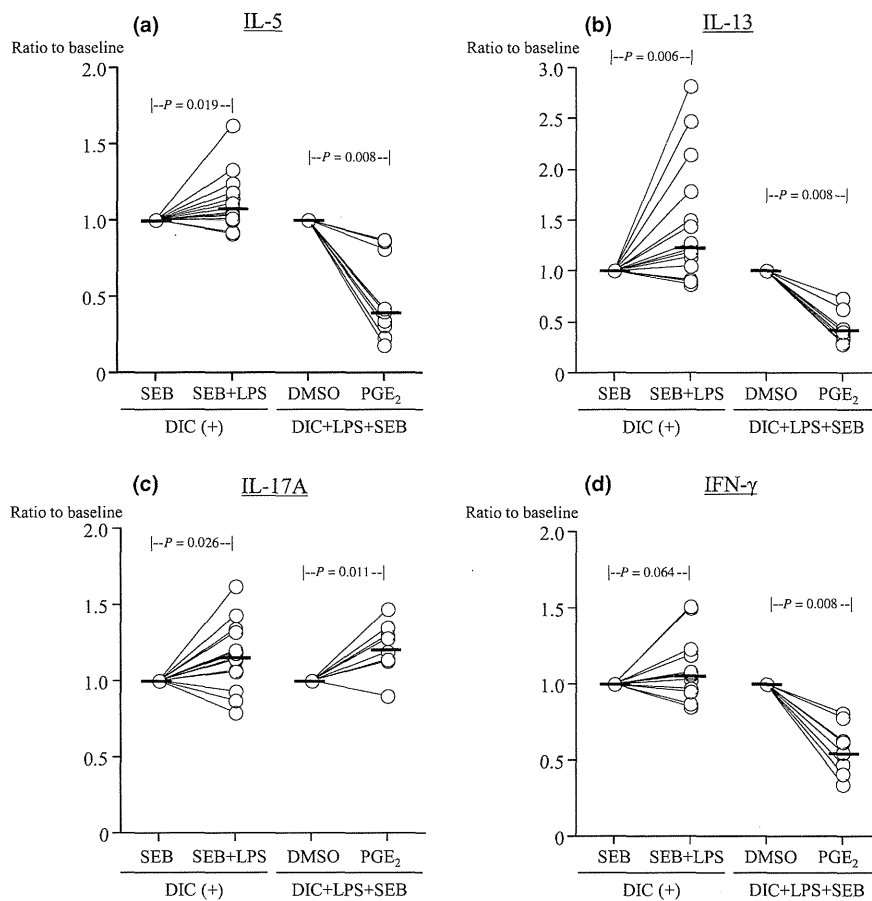 (a) IL-5
Ratio to baseline
2.0
1.5
1.0
0.5
0
|--P = 0.019--|
|--P = 0.008--|
SEB SEB+LPS DMSO PGE2
DIC (+) DIC+LPS+SEB
(b) IL-13
Ratio to baseline
3.0
2.5
2.0
1.5
1.0
0.5
0
|--P = 0.006--|
|--P = 0.008--|
SEB SEB+LPS DMSO PGE2
DIC (+) DIC+LPS+SEB
(c) IL-17A
Ratio to baseline
2.0
1.5
1.0
0.5
0
|--P = 0.026--|
|--P = 0.011--|
SEB SEB+LPS DMSO PGE2
DIC (+) DIC+LPS+SEB
(d) IFN-γ
Ratio to baseline
2.0
1.5
1.0
0.5
0
|--P = 0.064--|
|--P = 0.008--|
SEB SEB+LPS DMSO PGE2
DIC (+) DIC+LPS+SEB